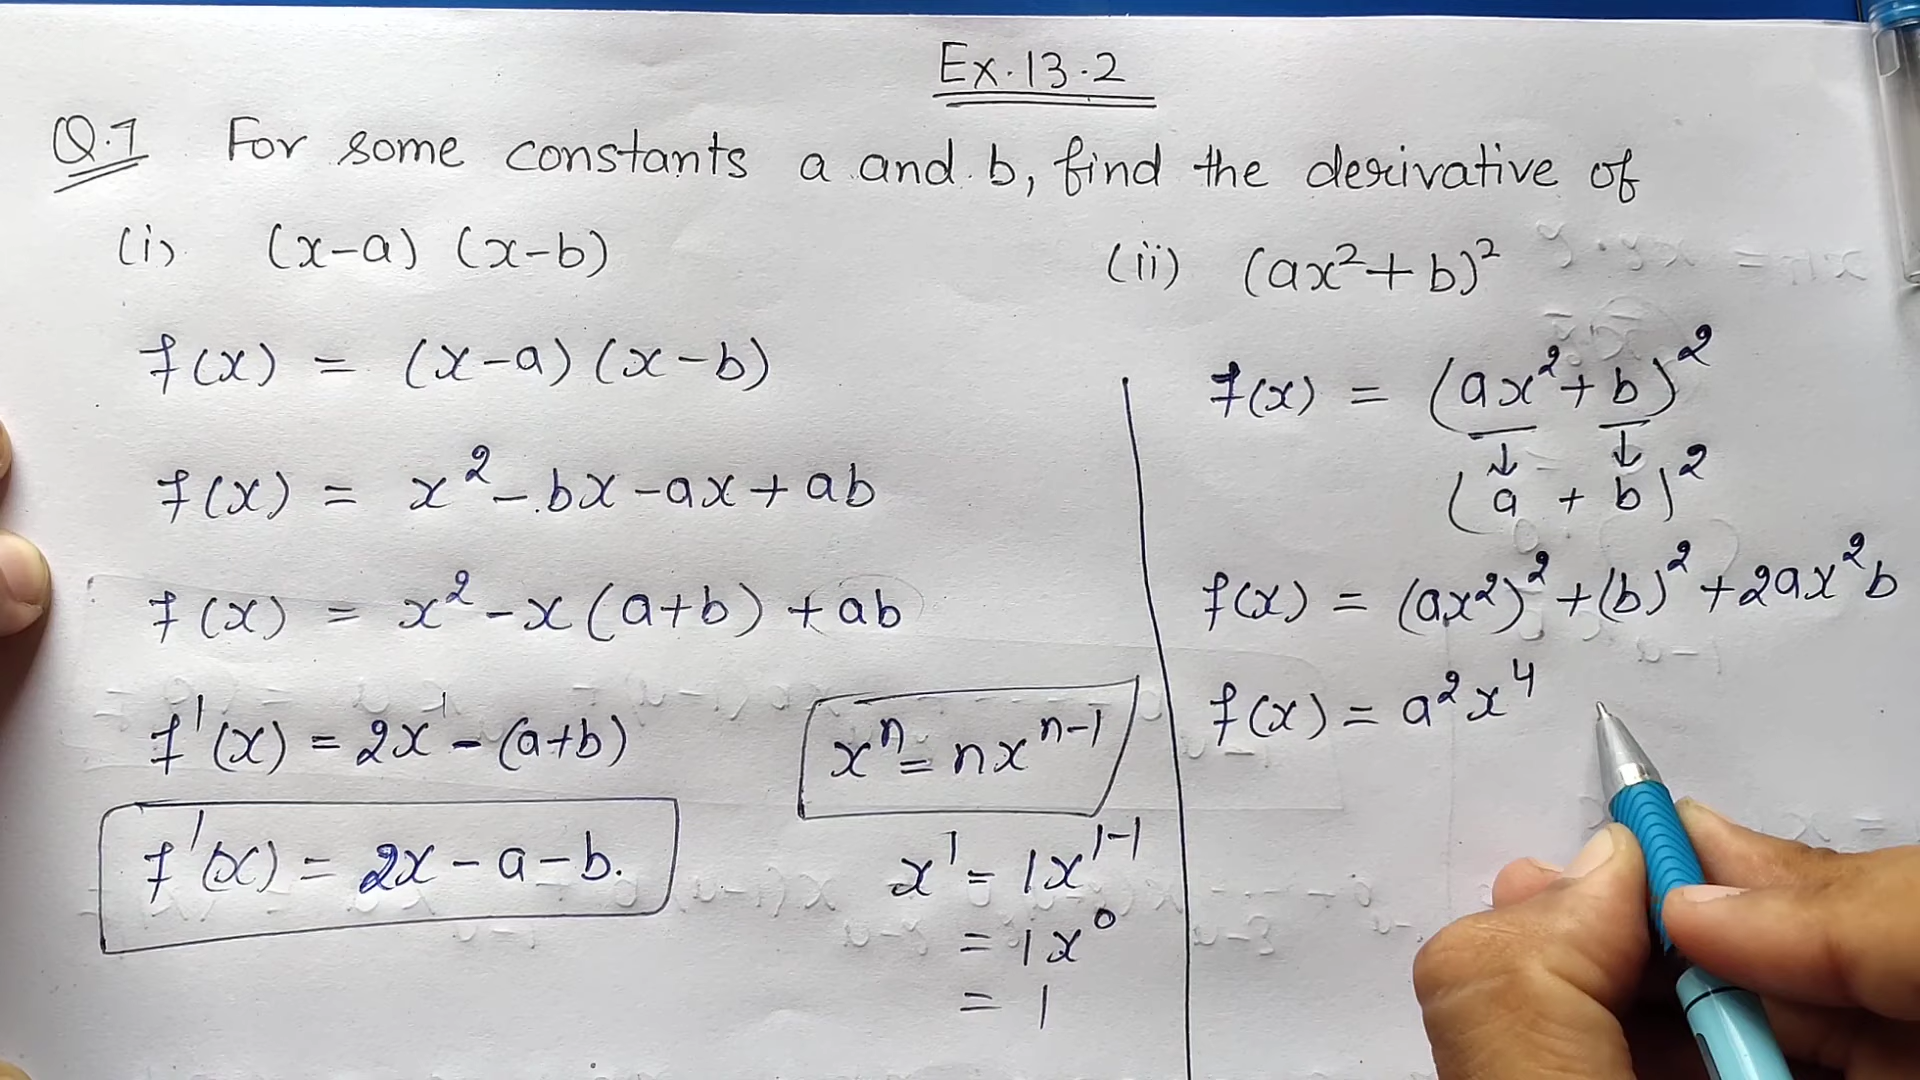 Ex.13.2
Q.7 For some constants a and b, find the derivative of
(i) (x-a) (x-b)
(ii) (ax²+b)²
f(x) = (x-a)(x-b)
f(x) = x²-bx-ax+ab
f(x) = x²-x(a+b)+ab
f'(x) = 2x¹-(a+b)
f'(x) = 2x-a-b.
xⁿ = nxⁿ⁻¹
x¹ = 1x¹⁻¹
= 1x⁰
= 1
f(x) = (ax²+b)²
↓ ↓
(a + b)²
f(x) = (ax²)²+(b)²+2ax²b
f(x) = a²x⁴